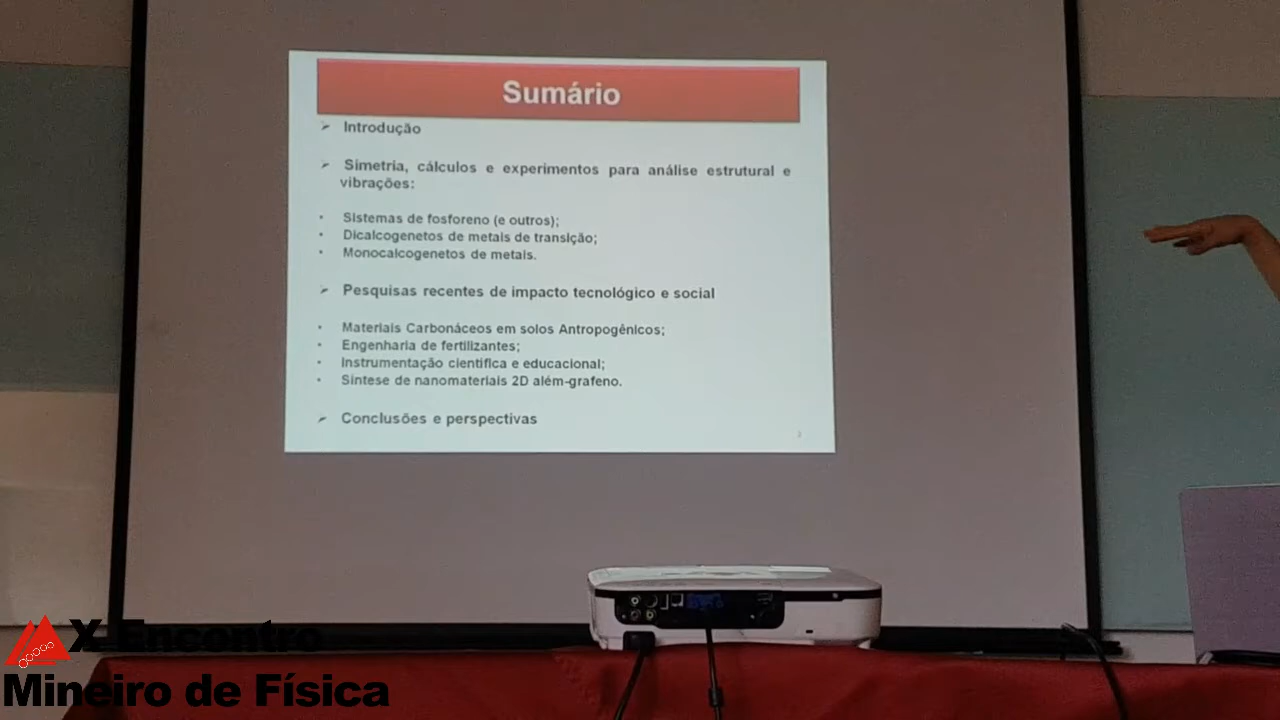 Sumário
➢ Introdução
➢ Simetria, cálculos e experimentos para análise estrutural e
vibrações:
• Sistemas de fosforeno (e outros);
• Dicalcogenetos de metais de transição;
• Monocalcogenetos de metais.
➢ Pesquisas recentes de impacto tecnológico e social
• Materiais Carbonáceos em solos Antropogênicos;
• Engenharia de fertilizantes;
• Instrumentação científica e educacional;
• Síntese de nanomateriais 2D além-grafeno.
➢ Conclusões e perspectivas
2
X Encontro
Mineiro de Física